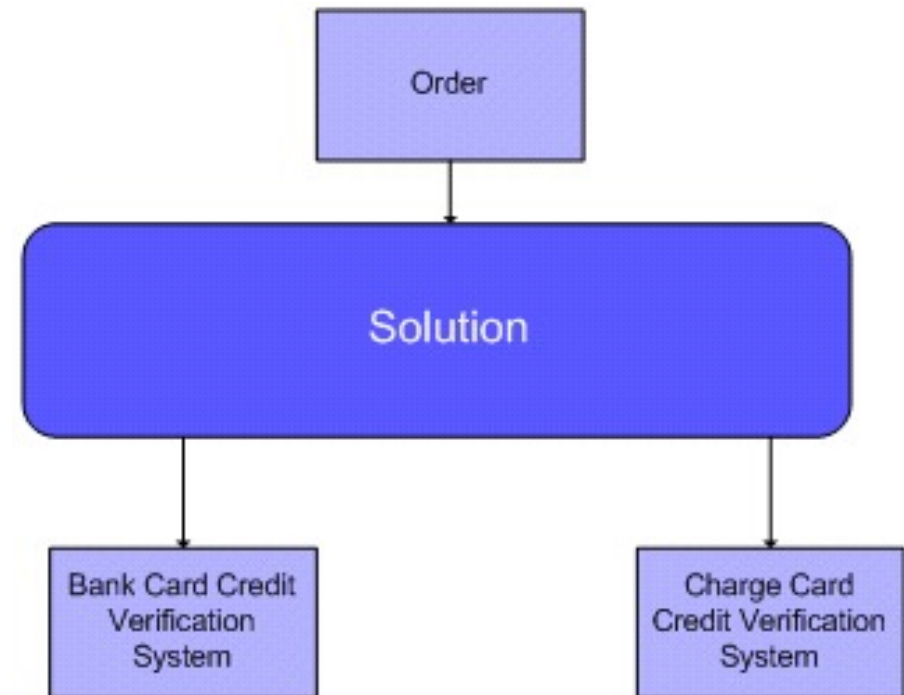 Order
Solution
Bank Card Credit
Verification
System
Charge Card
Credit Verification
System